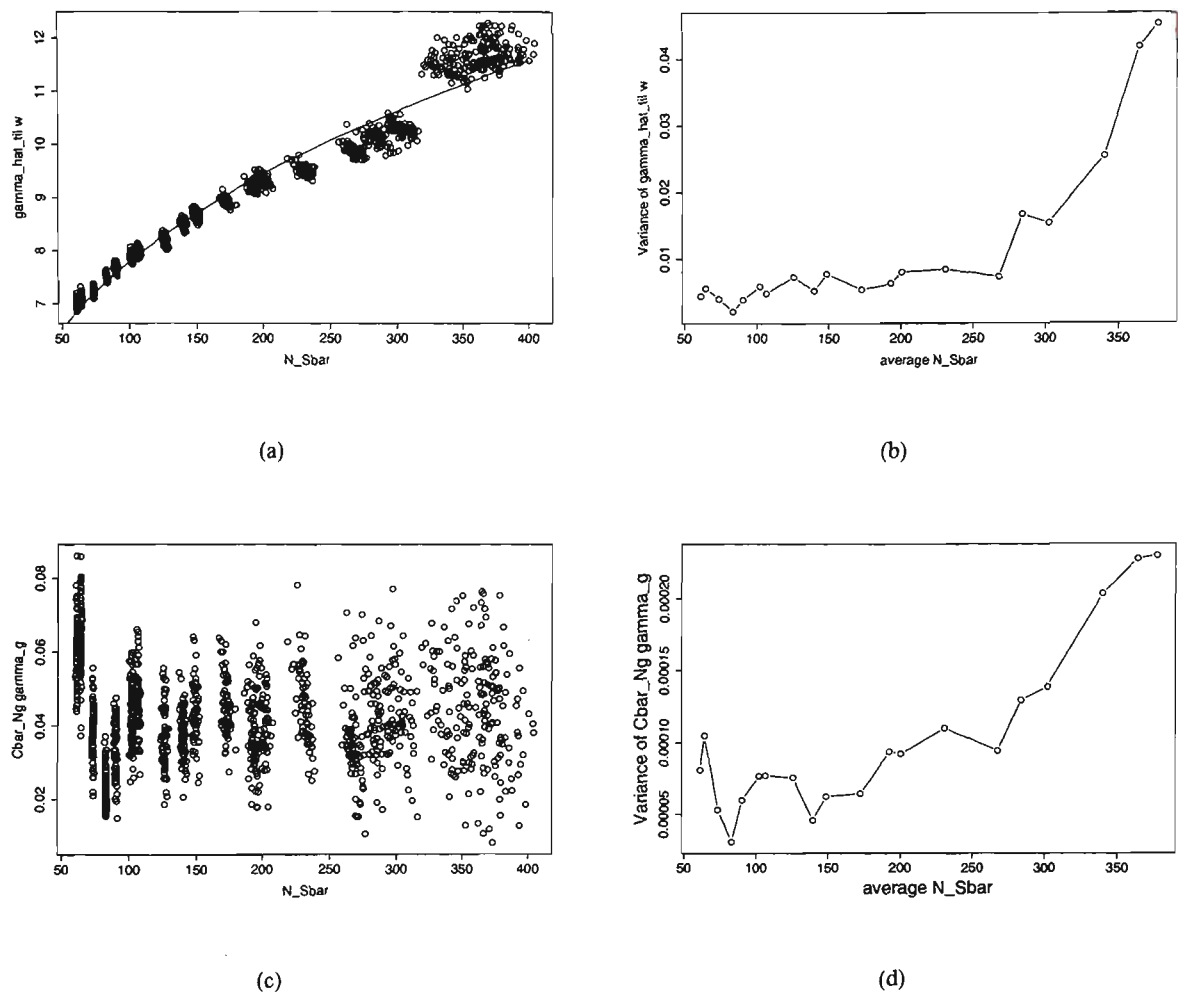 gamma_hat_til w
12
11
10
9
8
7
50 100 150 200 250 300 350 400
N_Sbar
(a)
Variance of gamma_hat_til w
0.04
0.03
0.02
0.01
50 100 150 200 250 300 350
average N_Sbar
(b)
Cbar_Ng gamma_g
0.08
0.06
0.04
0.02
50 100 150 200 250 300 350 400
N_Sbar
(c)
Variance of Cbar_Ng gamma_g
0.00020
0.00015
0.00010
0.00005
50 100 150 200 250 300 350
average N_Sbar
(d)